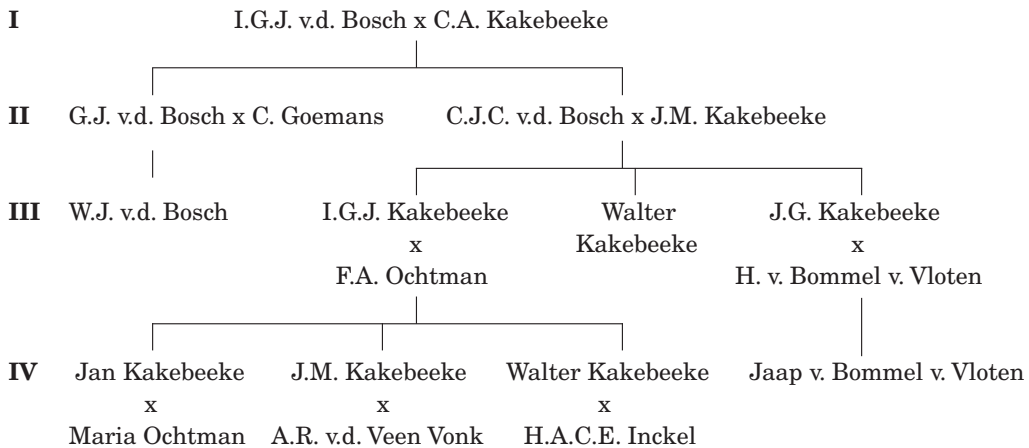 I I.G.J. v.d. Bosch x C.A. Kakebeeke
II G.J. v.d. Bosch x C. Goemans C.J.C. v.d. Bosch x J.M. Kakebeeke
III W.J. v.d. Bosch I.G.J. Kakebeeke Walter J.G. Kakebeeke
x Kakebeeke x
F.A. Ochtman H. v. Bommel v. Vloten
IV Jan Kakebeeke J.M. Kakebeeke Walter Kakebeeke Jaap v. Bommel v. Vloten
x x x
Maria Ochtman A.R. v.d. Veen Vonk H.A.C.E. Inckel